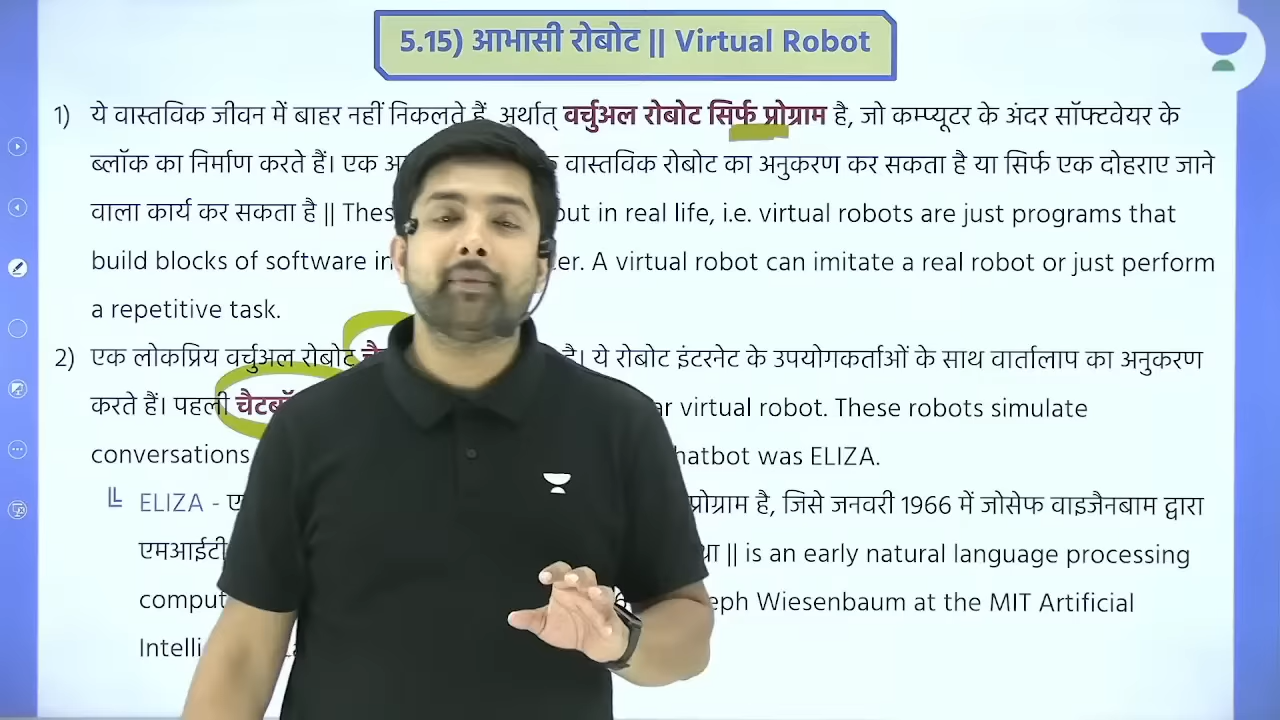 5.15) आभासी रोबोट || Virtual Robot
1) ये वास्तविक जीवन में बाहर नहीं निकलते हैं, अर्थात् वर्चुअल रोबोट सिर्फ प्रोग्राम है, जो कम्प्यूटर के अंदर सॉफ्टवेयर के
ब्लॉक का निर्माण करते हैं। एक वास्तविक रोबोट का अनुकरण कर सकता है या सिर्फ एक दोहराए जाने
वाला कार्य कर सकता है || out in real life, i.e. virtual robots are just programs that
build blocks of software A virtual robot can imitate a real robot or just perform
a repetitive task.
2) एक लोकप्रिय वर्चुअल रोबोट है। ये रोबोट इंटरनेट के उपयोगकर्ताओं के साथ वार्तालाप का अनुकरण
करते हैं। पहली virtual robot. These robots simulate
conversations was ELIZA.
ELIZA - प्रोग्राम है, जिसे जनवरी 1966 में जोसेफ वाइजैनबाम द्वारा
एमआईटी || is an early natural language processing
Wiesenbaum at the MIT Artificial